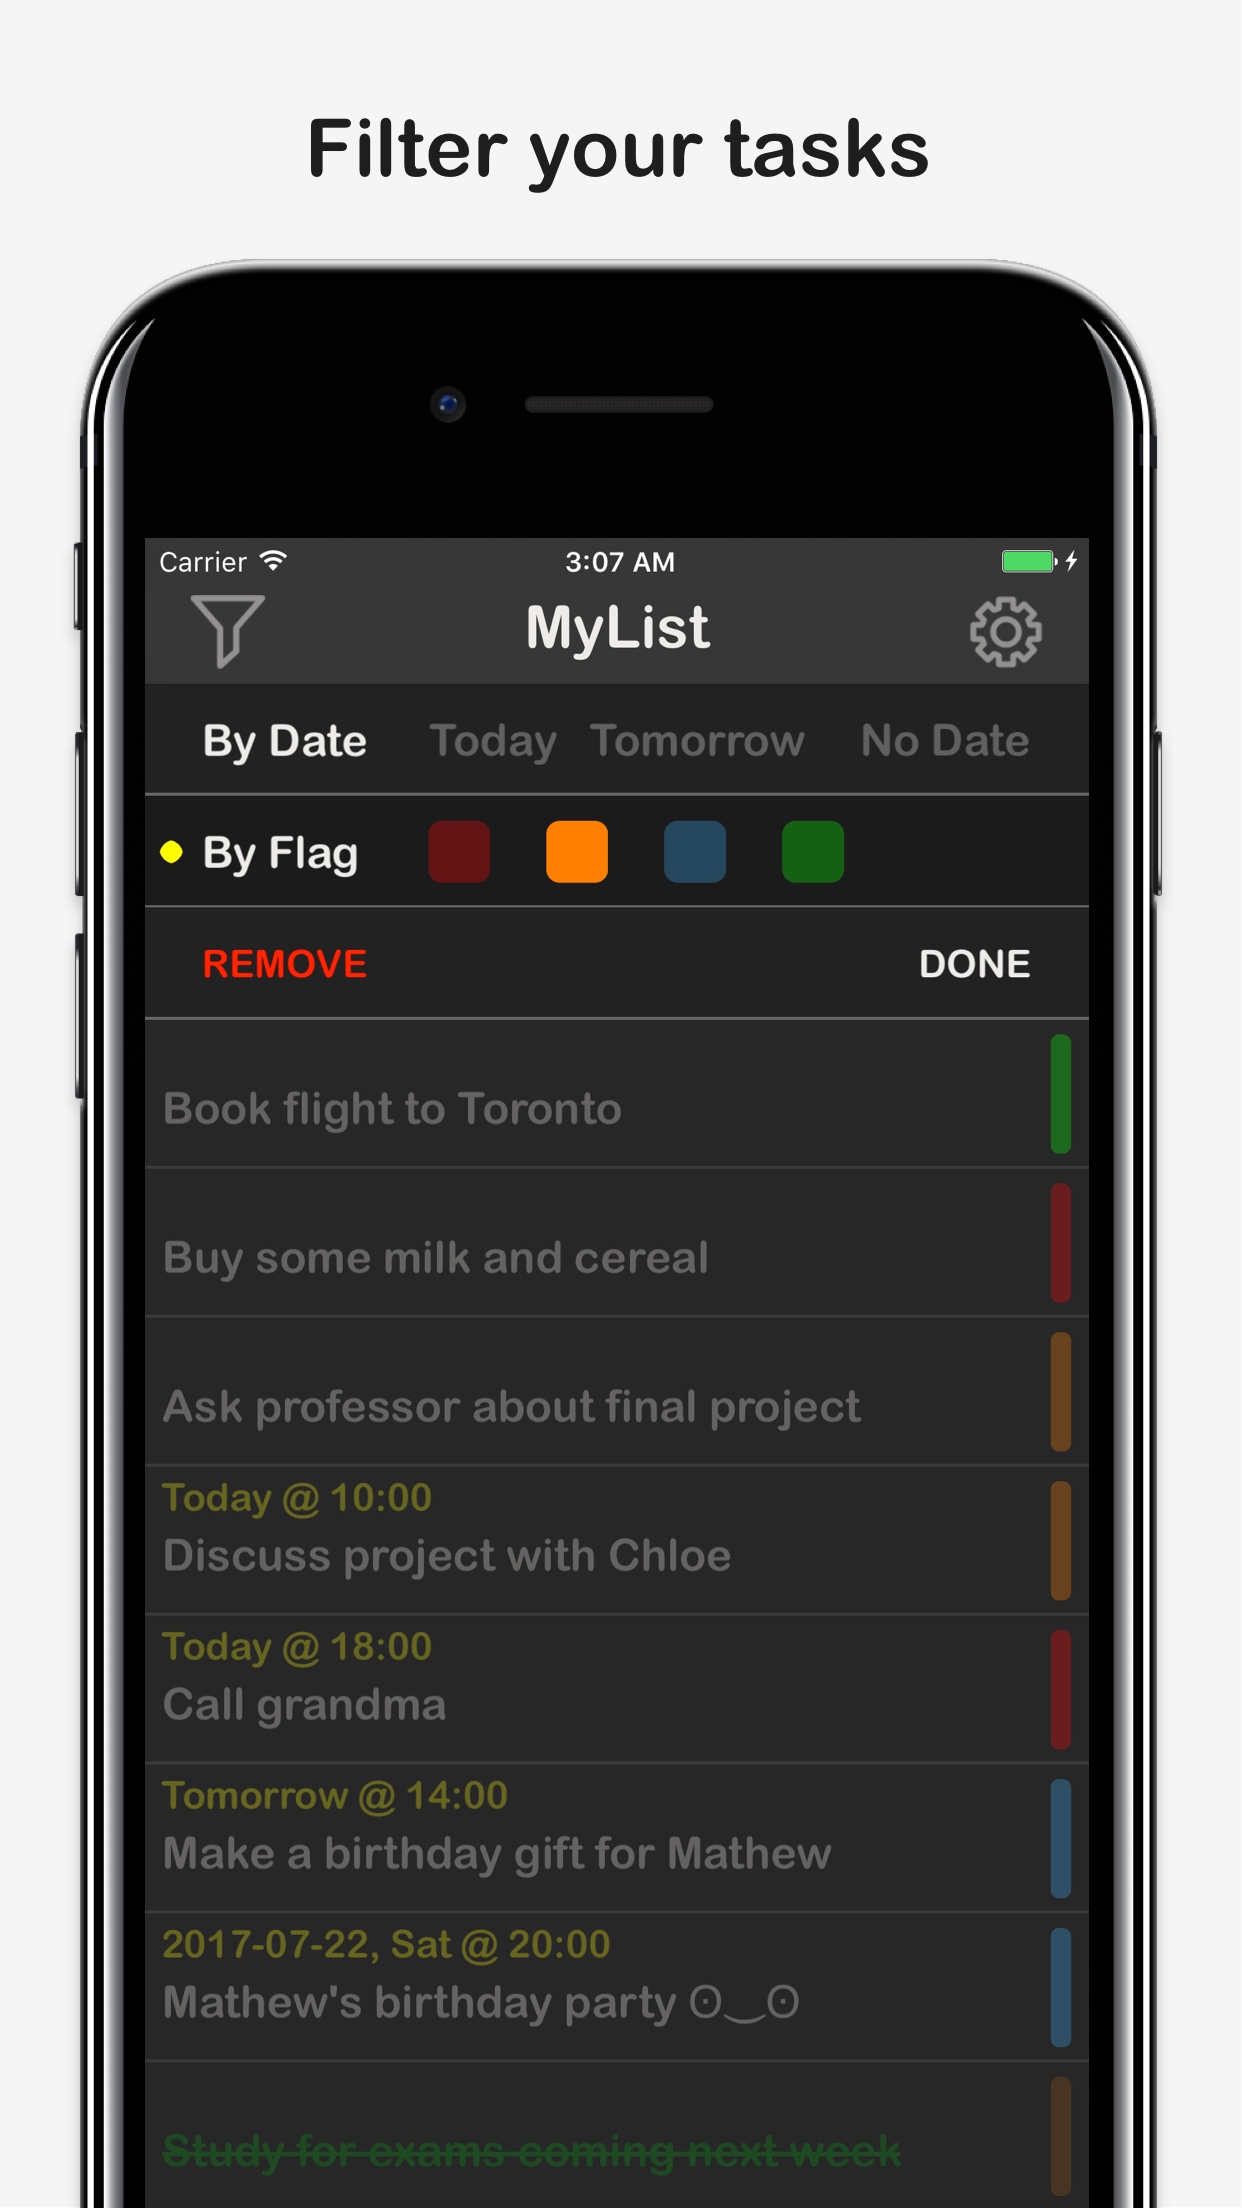 Filter your tasks
Carrier 3:07 AM
MyList
By Date Today Tomorrow No Date
By Flag
REMOVE DONE
Book flight to Toronto
Buy some milk and cereal
Ask professor about final project
Today @ 10:00
Discuss project with Chloe
Today @ 18:00
Call grandma
Tomorrow @ 14:00
Make a birthday gift for Mathew
2017-07-22, Sat @ 20:00
Mathew's birthday party ʘ‿ʘ
Study for exams coming next week